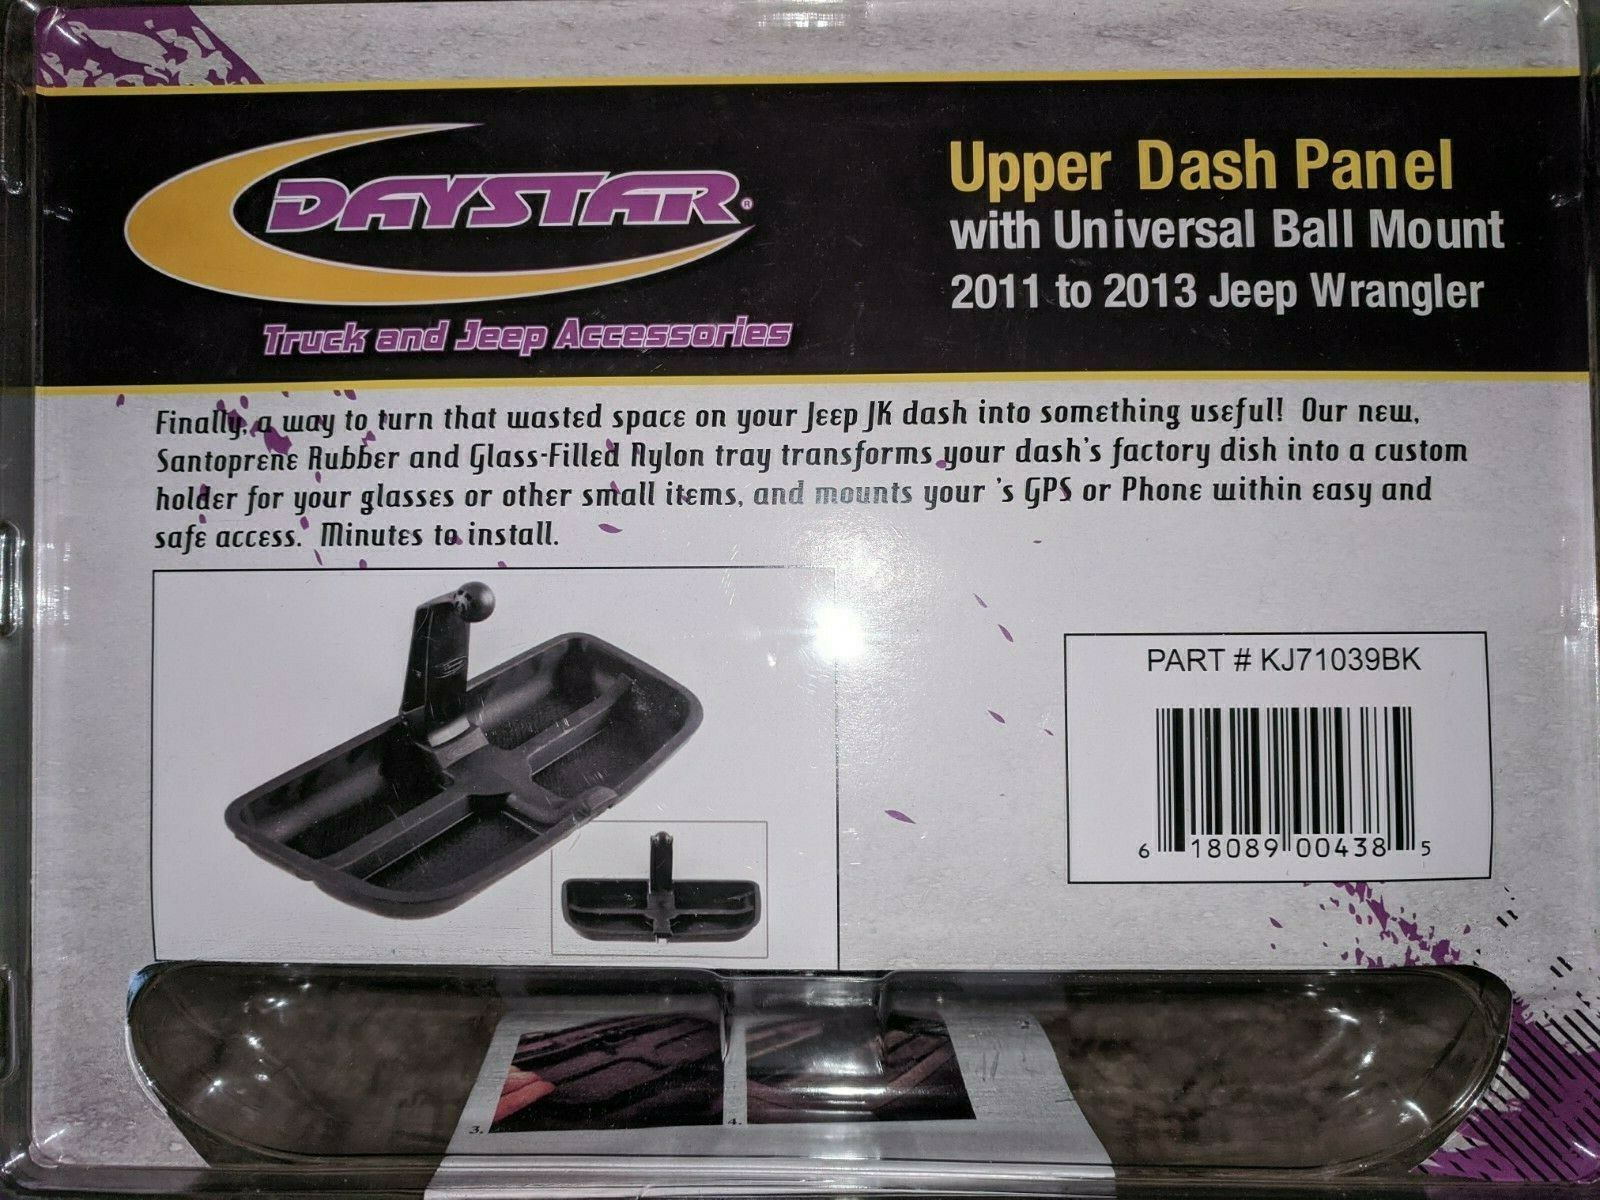 DAYSTAR®
Truck and Jeep Accessories
Upper Dash Panel
with Universal Ball Mount
2011 to 2013 Jeep Wrangler
Finally, a way to turn that wasted space on your Jeep JK dash into something useful! Our new,
Santoprene Rubber and Glass-Filled Nylon tray transforms your dash's factory dish into a custom
holder for your glasses or other small items, and mounts your 's GPS or Phone within easy and
safe access. Minutes to install.
PART # KJ71039BK
6 18089 00438 5
3.
4.